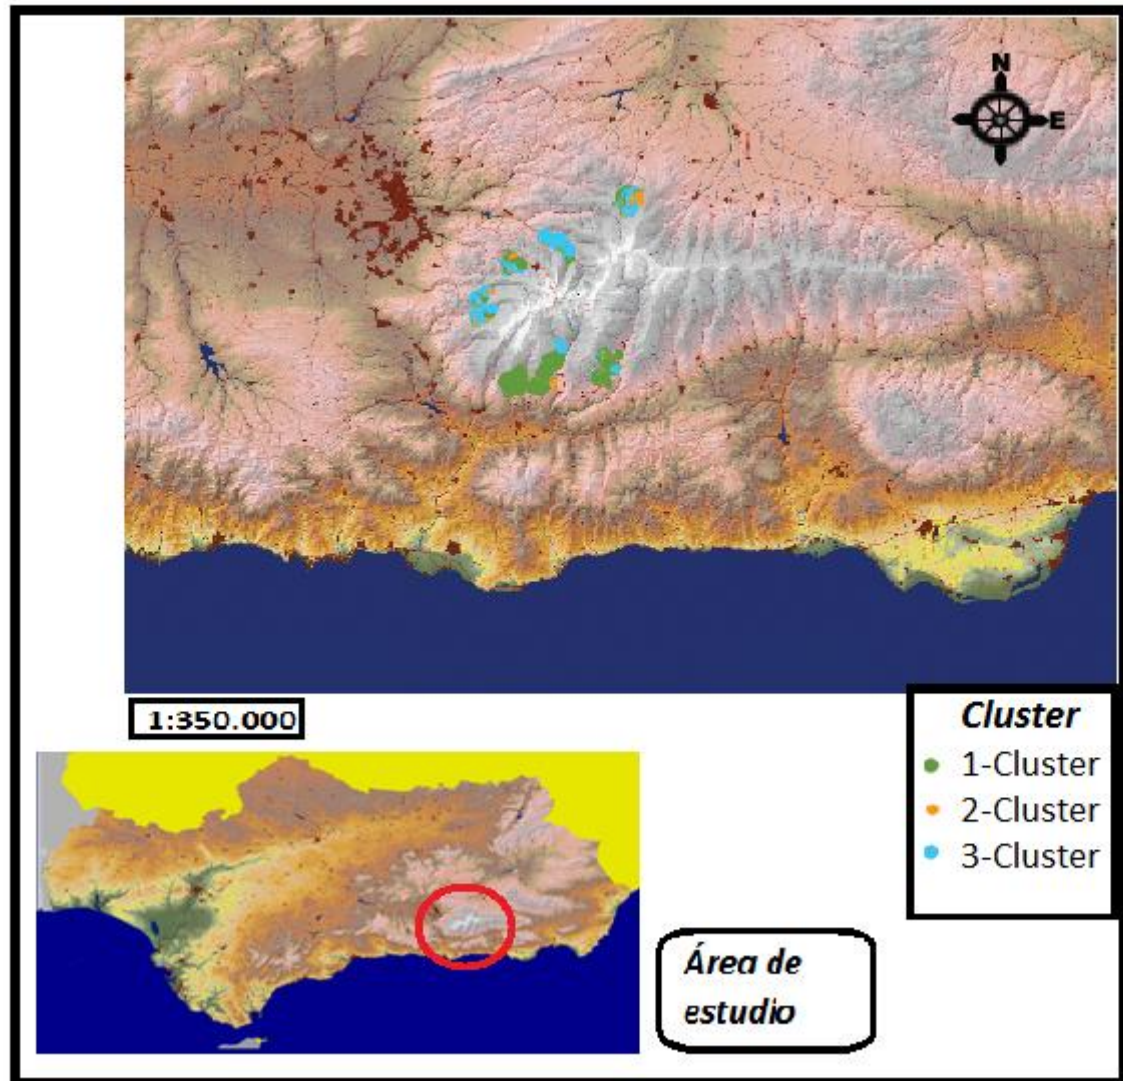 N
E
1:350.000
Cluster
1-Cluster
2-Cluster
3-Cluster
Área de
estudio